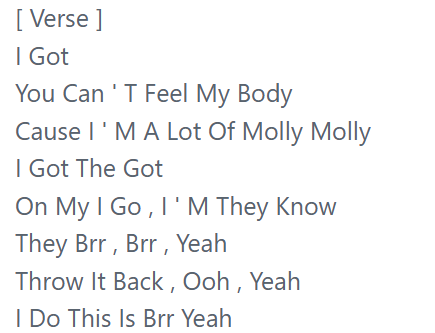 [ Verse ]
I Got
You Can ' T Feel My Body
Cause I ' M A Lot Of Molly Molly
I Got The Got
On My I Go , I ' M They Know
They Brr , Brr , Yeah
Throw It Back , Ooh , Yeah
I Do This Is Brr Yeah